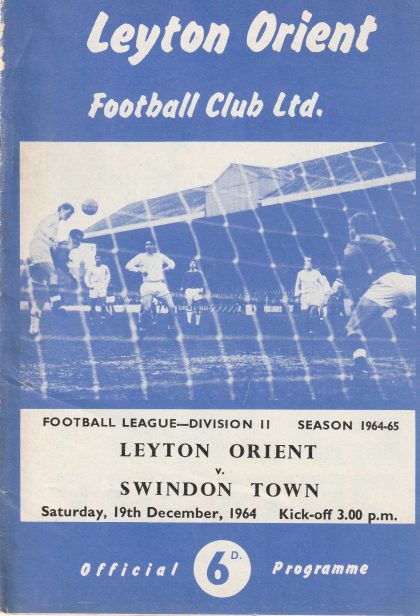 Leyton Orient
Football Club Ltd.
FOOTBALL LEAGUE—DIVISION II SEASON 1964-65
LEYTON ORIENT
v.
SWINDON TOWN
Saturday, 19th December, 1964 Kick-off 3.00 p.m.
Official 6D. Programme